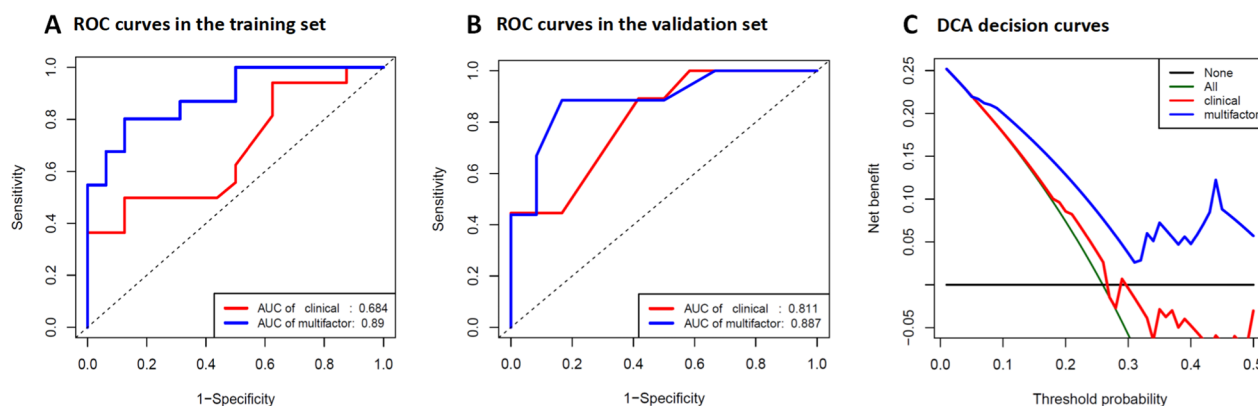 A ROC curves in the training set
Sensitivity
1.0
0.8
0.6
0.4
0.2
0.0
AUC of clinical : 0.684
AUC of multifactor: 0.89
0.0 0.2 0.4 0.6 0.8 1.0
1−Specificity
B ROC curves in the validation set
Sensitivity
1.0
0.8
0.6
0.4
0.2
0.0
AUC of clinical : 0.811
AUC of multifactor: 0.887
0.0 0.2 0.4 0.6 0.8 1.0
1−Specificity
C DCA decision curves
Net benefit
0.25
0.20
0.15
0.10
0.05
−0.05
None
All
clinical
multifactor
0.0 0.1 0.2 0.3 0.4 0.5
Threshold probability